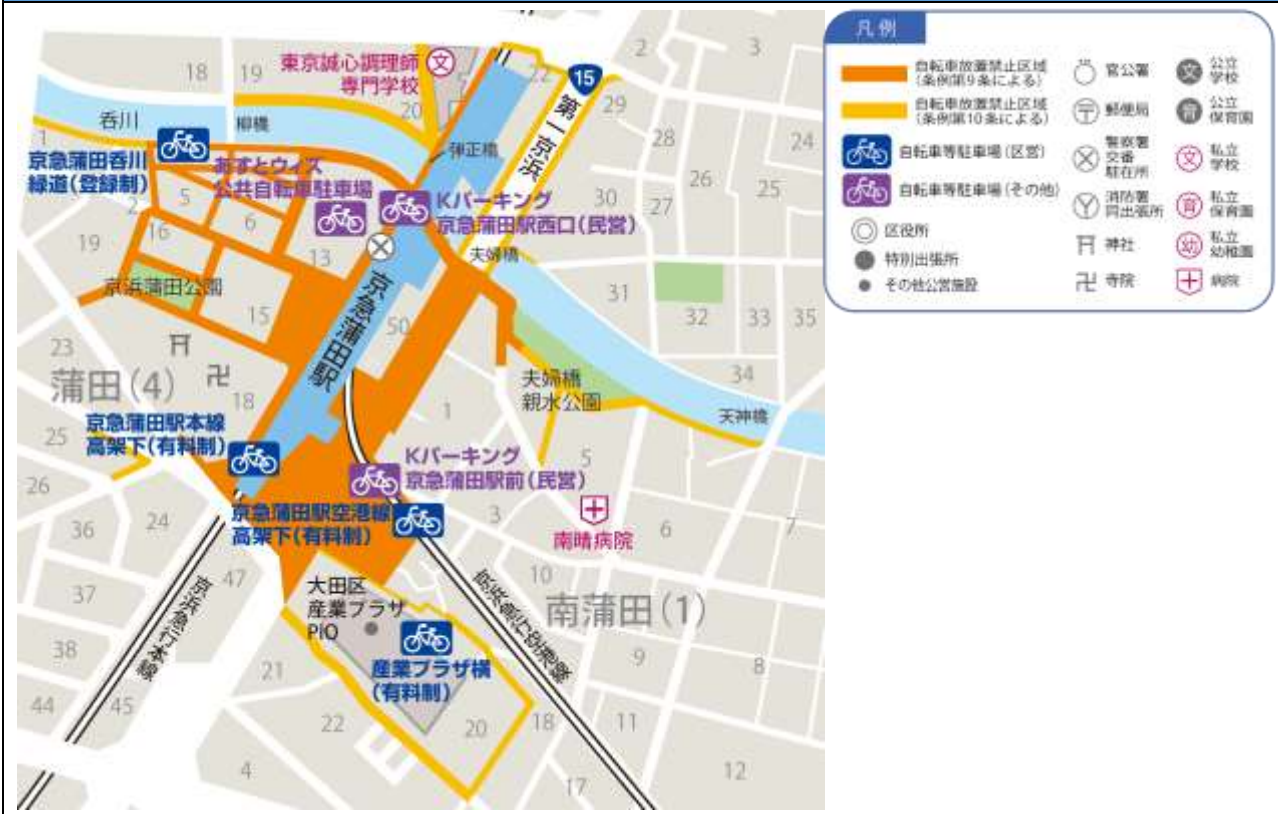 18
19
東京誠心調理師
専門学校
文
20
22
2
3
15
第一京浜
29
28
24
呑川
柳橋
弾正橋
1
京急蒲田呑川
緑道(登録制)
あすとウィズ
公共自転車駐車場
Kパーキング
京急蒲田駅西口(民営)
30
27
26
25
2
5
6
16
19
13
夫婦橋
京浜蒲田公園
15
京急蒲田駅
50
31
32
33
35
23
蒲田(4)
18
34
夫婦橋
親水公園
天神橋
1
京急蒲田駅本線
高架下(有料制)
25
26
Kパーキング
京急蒲田駅前(民営)
5
京急蒲田駅空港線
高架下(有料制)
3
南晴病院
6
7
36
24
37
47
大田区
産業プラザ
PIO
10
南蒲田(1)
京浜急行本線
京浜急行空港線
38
21
産業プラザ横
(有料制)
9
8
44
45
22
20
18
11
4
17
12
凡例
自転車放置禁止区域
(条例第9条による)
自転車放置禁止区域
(条例第10条による)
自転車等駐車場(区営)
自転車等駐車場(その他)
区役所
特別出張所
その他公営施設
官公署
〒
郵便局
警察署
交番
駐在所
消防署
同出張所
神社
卍
寺院
文
公立
学校
育
公立
保育園
文
私立
学校
育
私立
保育園
幼
私立
幼稚園
病院